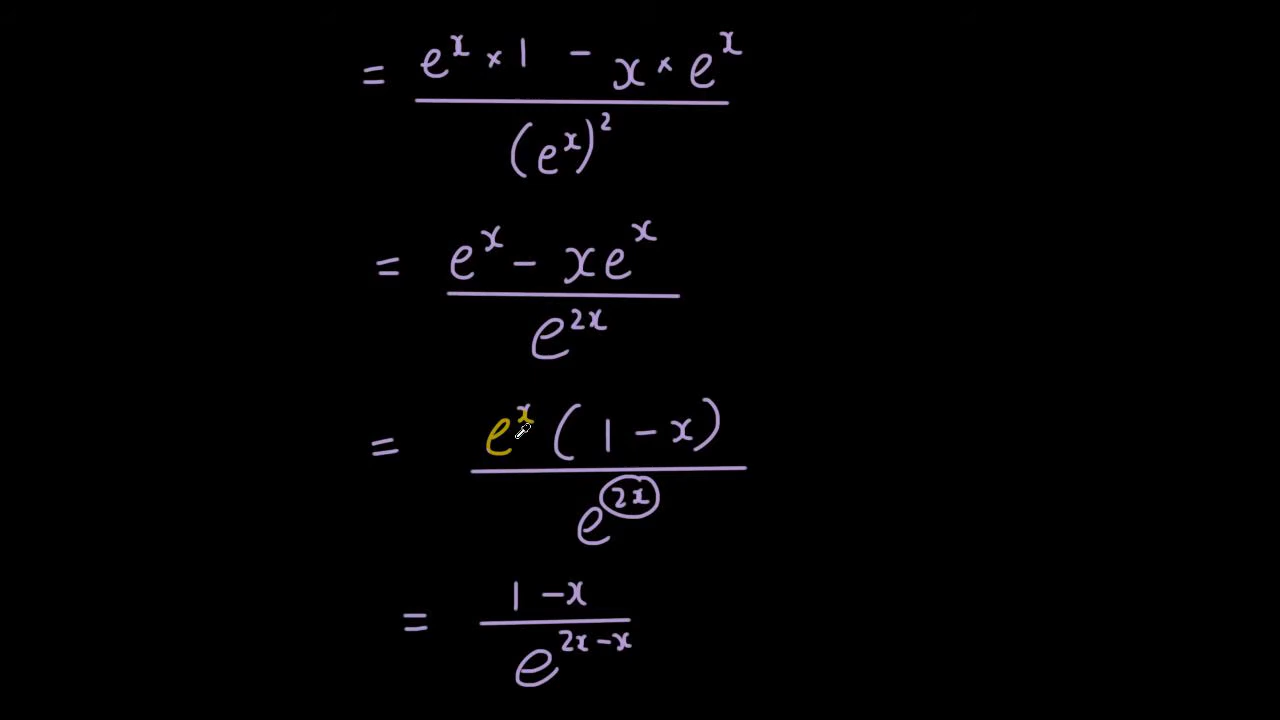 = (e^x × 1 - x × e^x) / (e^x)^2
= (e^x - xe^x) / e^{2x}
= e^x (1 - x) / e^{2x}
= (1 - x) / e^{2x - x}